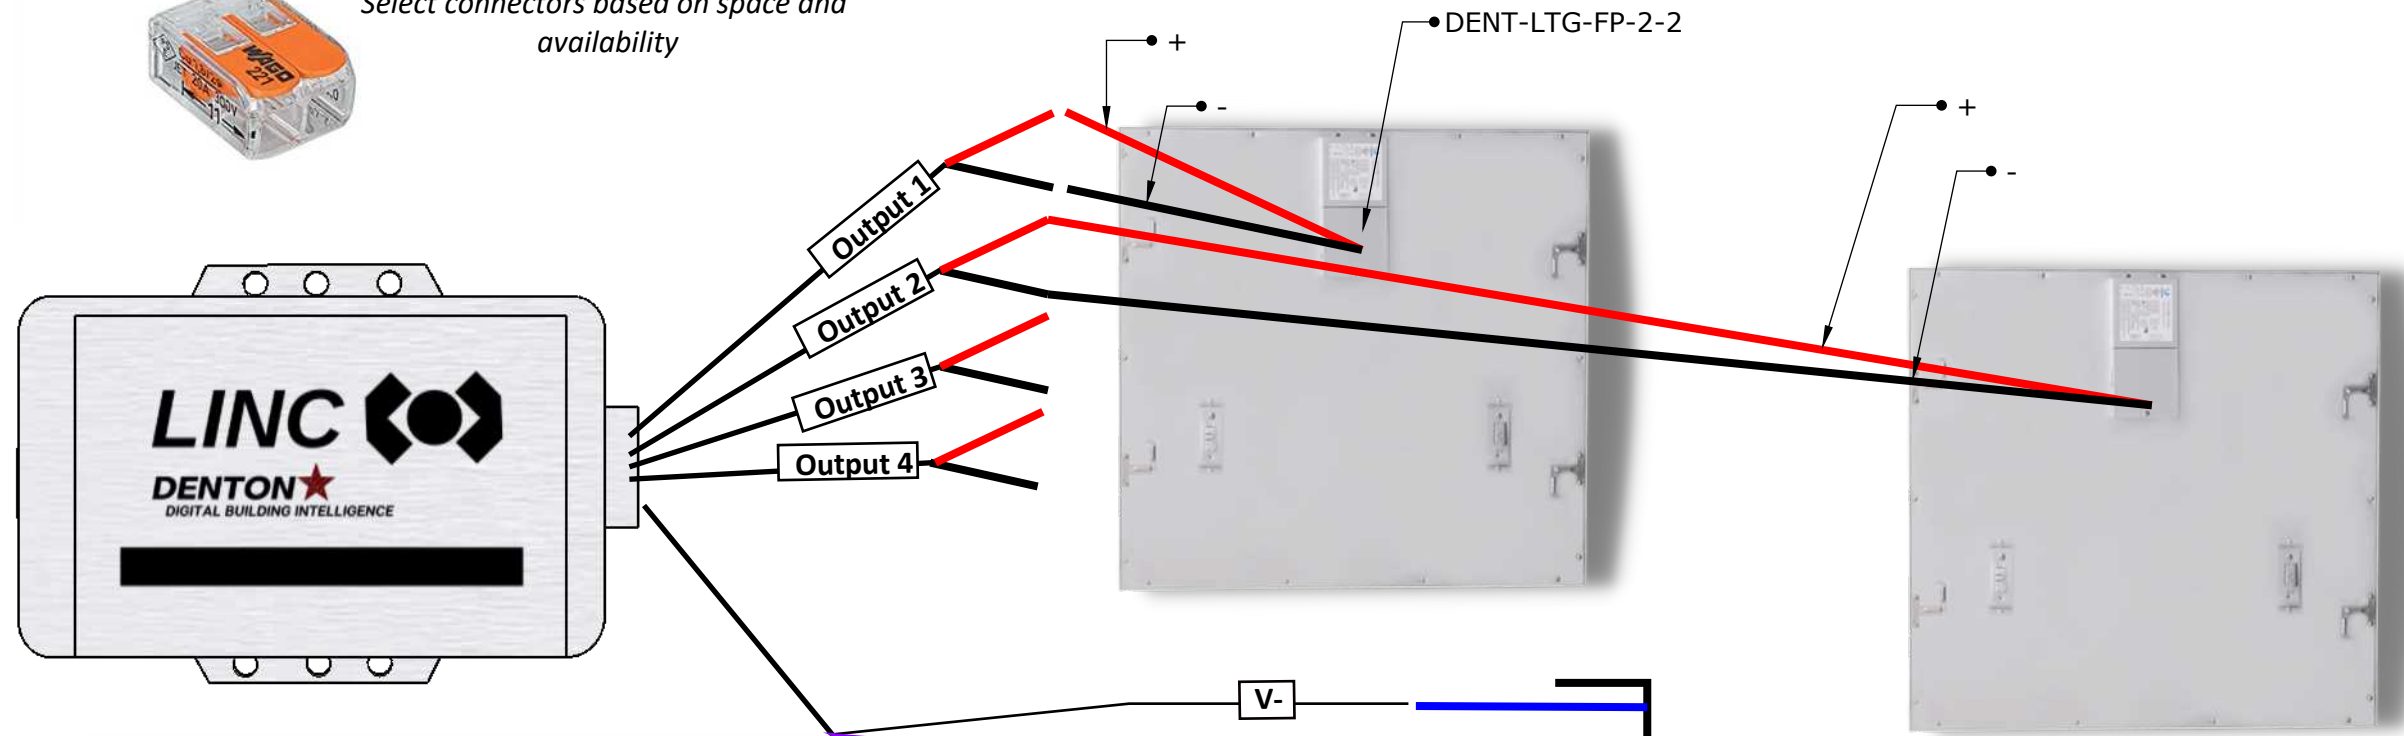 Select connectors based on space and
availability
WAGO
221
DENT-LTG-FP-2-2
+
-
+
-
Output 1
Output 2
Output 3
Output 4
LINC
DENTON
DIGITAL BUILDING INTELLIGENCE
V-